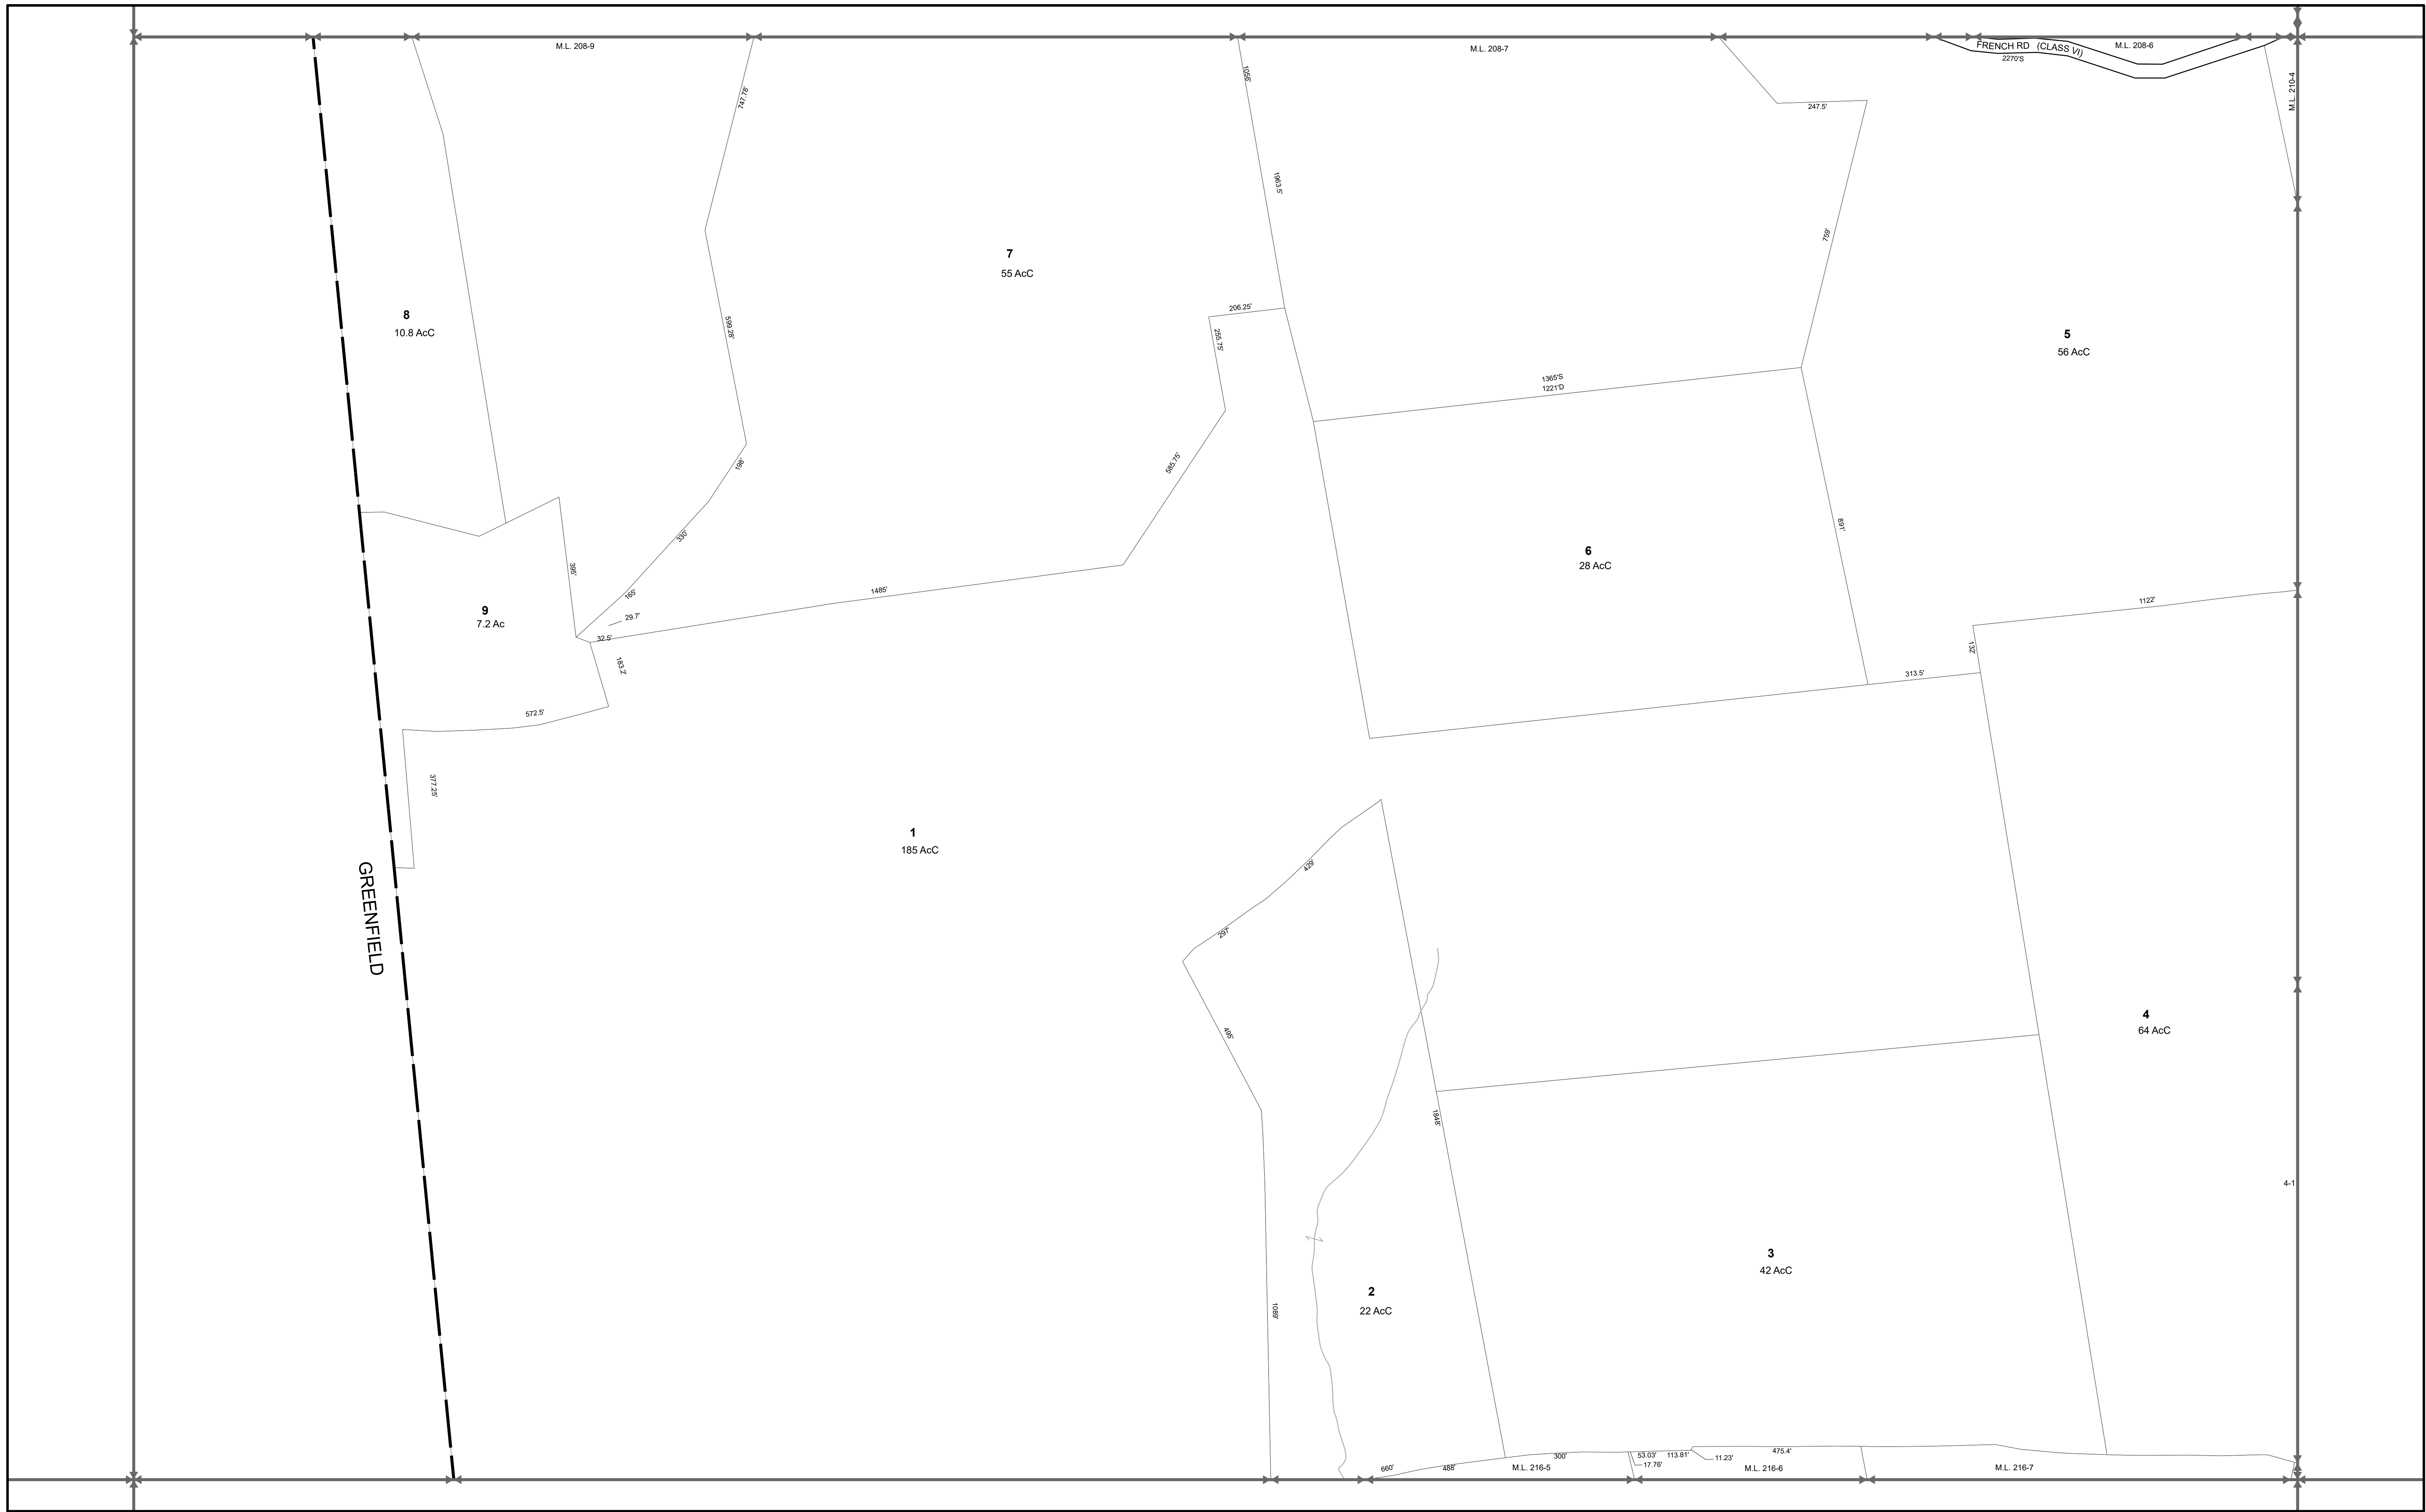 M.L. 208-9
M.L. 208-7
FRENCH RD (CLASS VI)
M.L. 208-6
2270'S
M.L. 210-4
1056'
747.78'
247.5'
1963.5'
759'
7
55 AcC
206.25'
8
10.8 AcC
599.28'
255.75'
5
56 AcC
1365'S
1221'D
198'
585.75'
891'
330'
6
28 AcC
395'
165'
1485'
1122'
9
7.2 Ac
29.7'
32.5'
132'
183.2'
313.5'
572.5'
377.25'
1
185 AcC
429'
GREENFIELD
297'
495'
4
64 AcC
1848'
4-1
3
42 AcC
2
22 AcC
1089'
660'
488'
300'
M.L. 216-5
53.03'
113.81'
17.76'
11.23'
475.4'
M.L. 216-6
M.L. 216-7